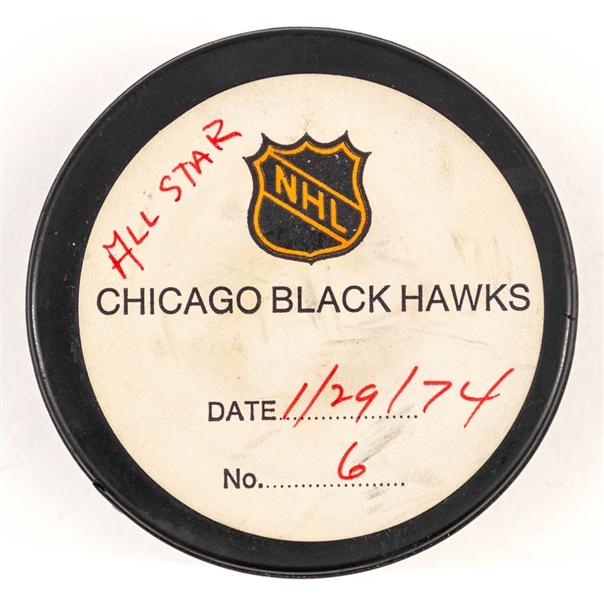 ALL STAR
NHL
CHICAGO BLACK HAWKS
DATE 1/29/74
No. 6